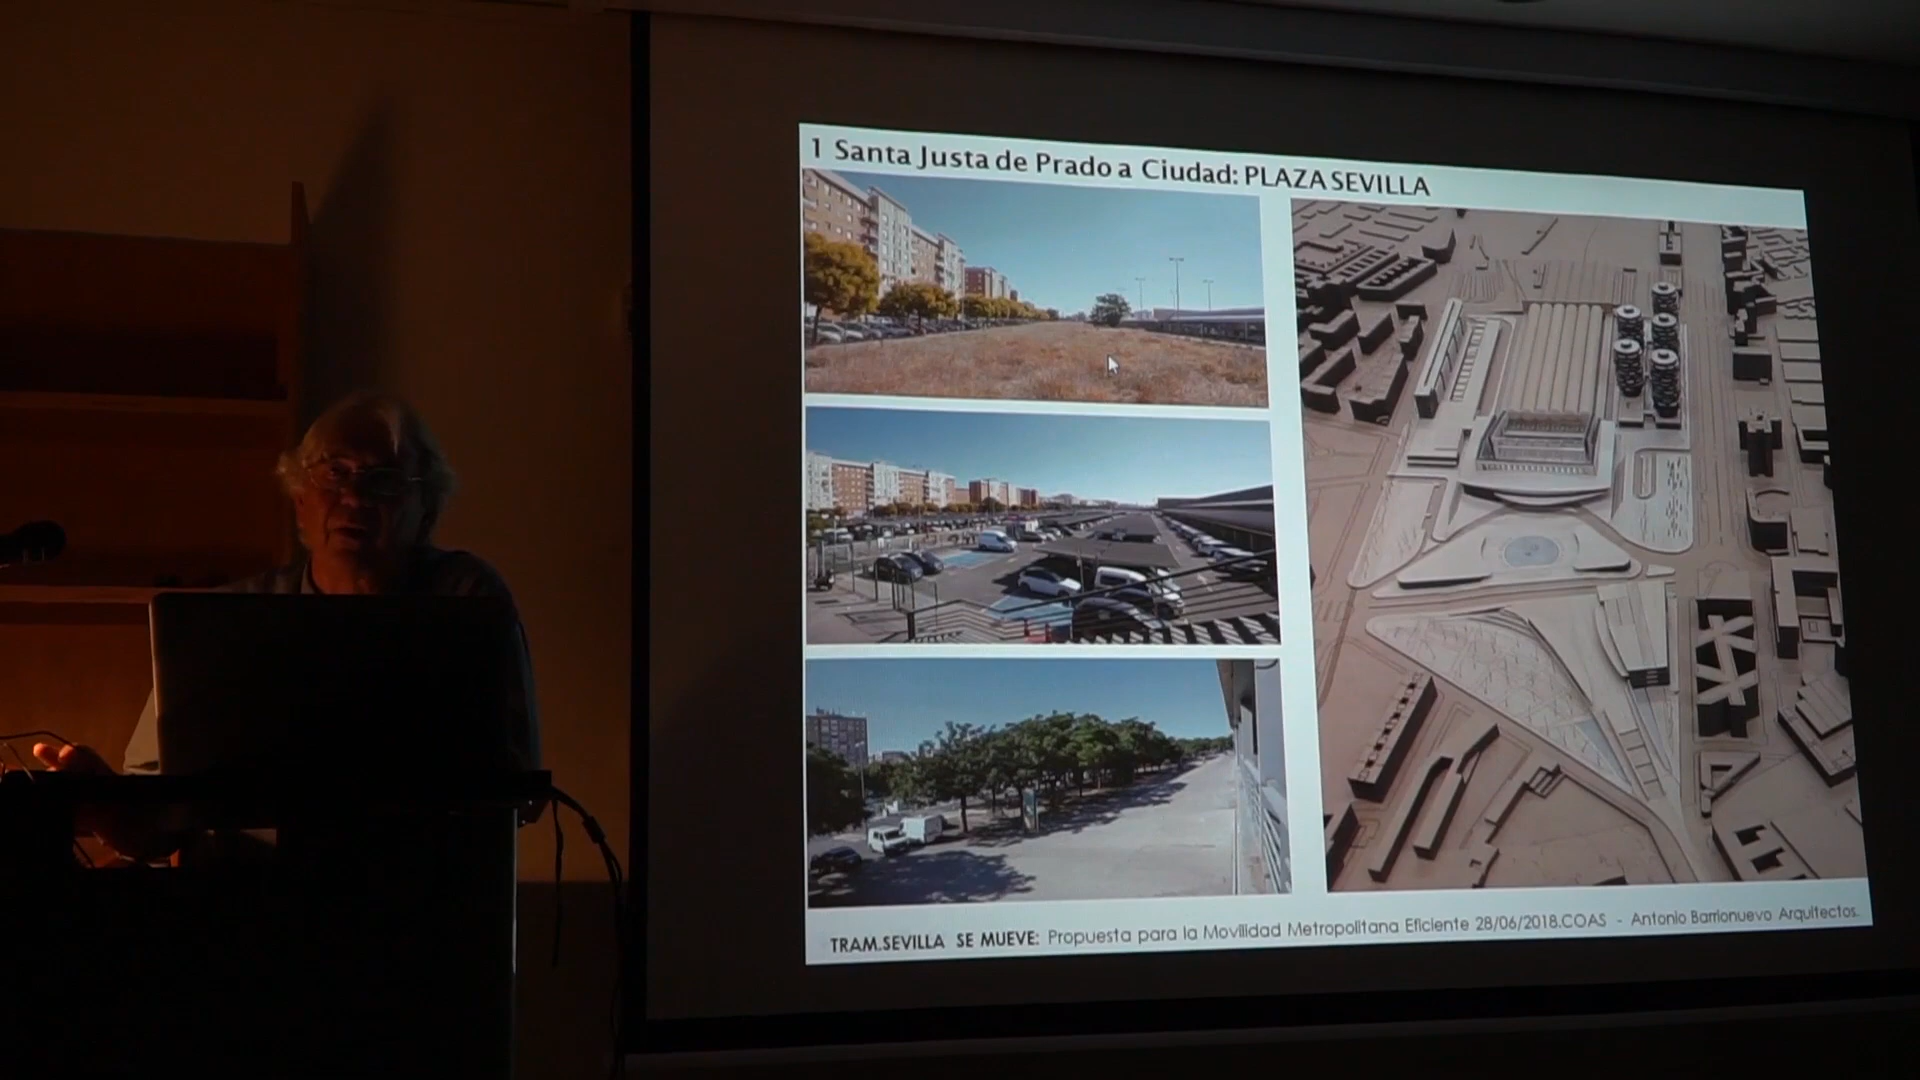 1 Santa Justa de Prado a Ciudad: PLAZA SEVILLA
TRAM.SEVILLA SE MUEVE: Propuesta para la Movilidad Metropolitana Eficiente 28/06/2018.COAS - Antonio Barrionuevo Arquitectos.